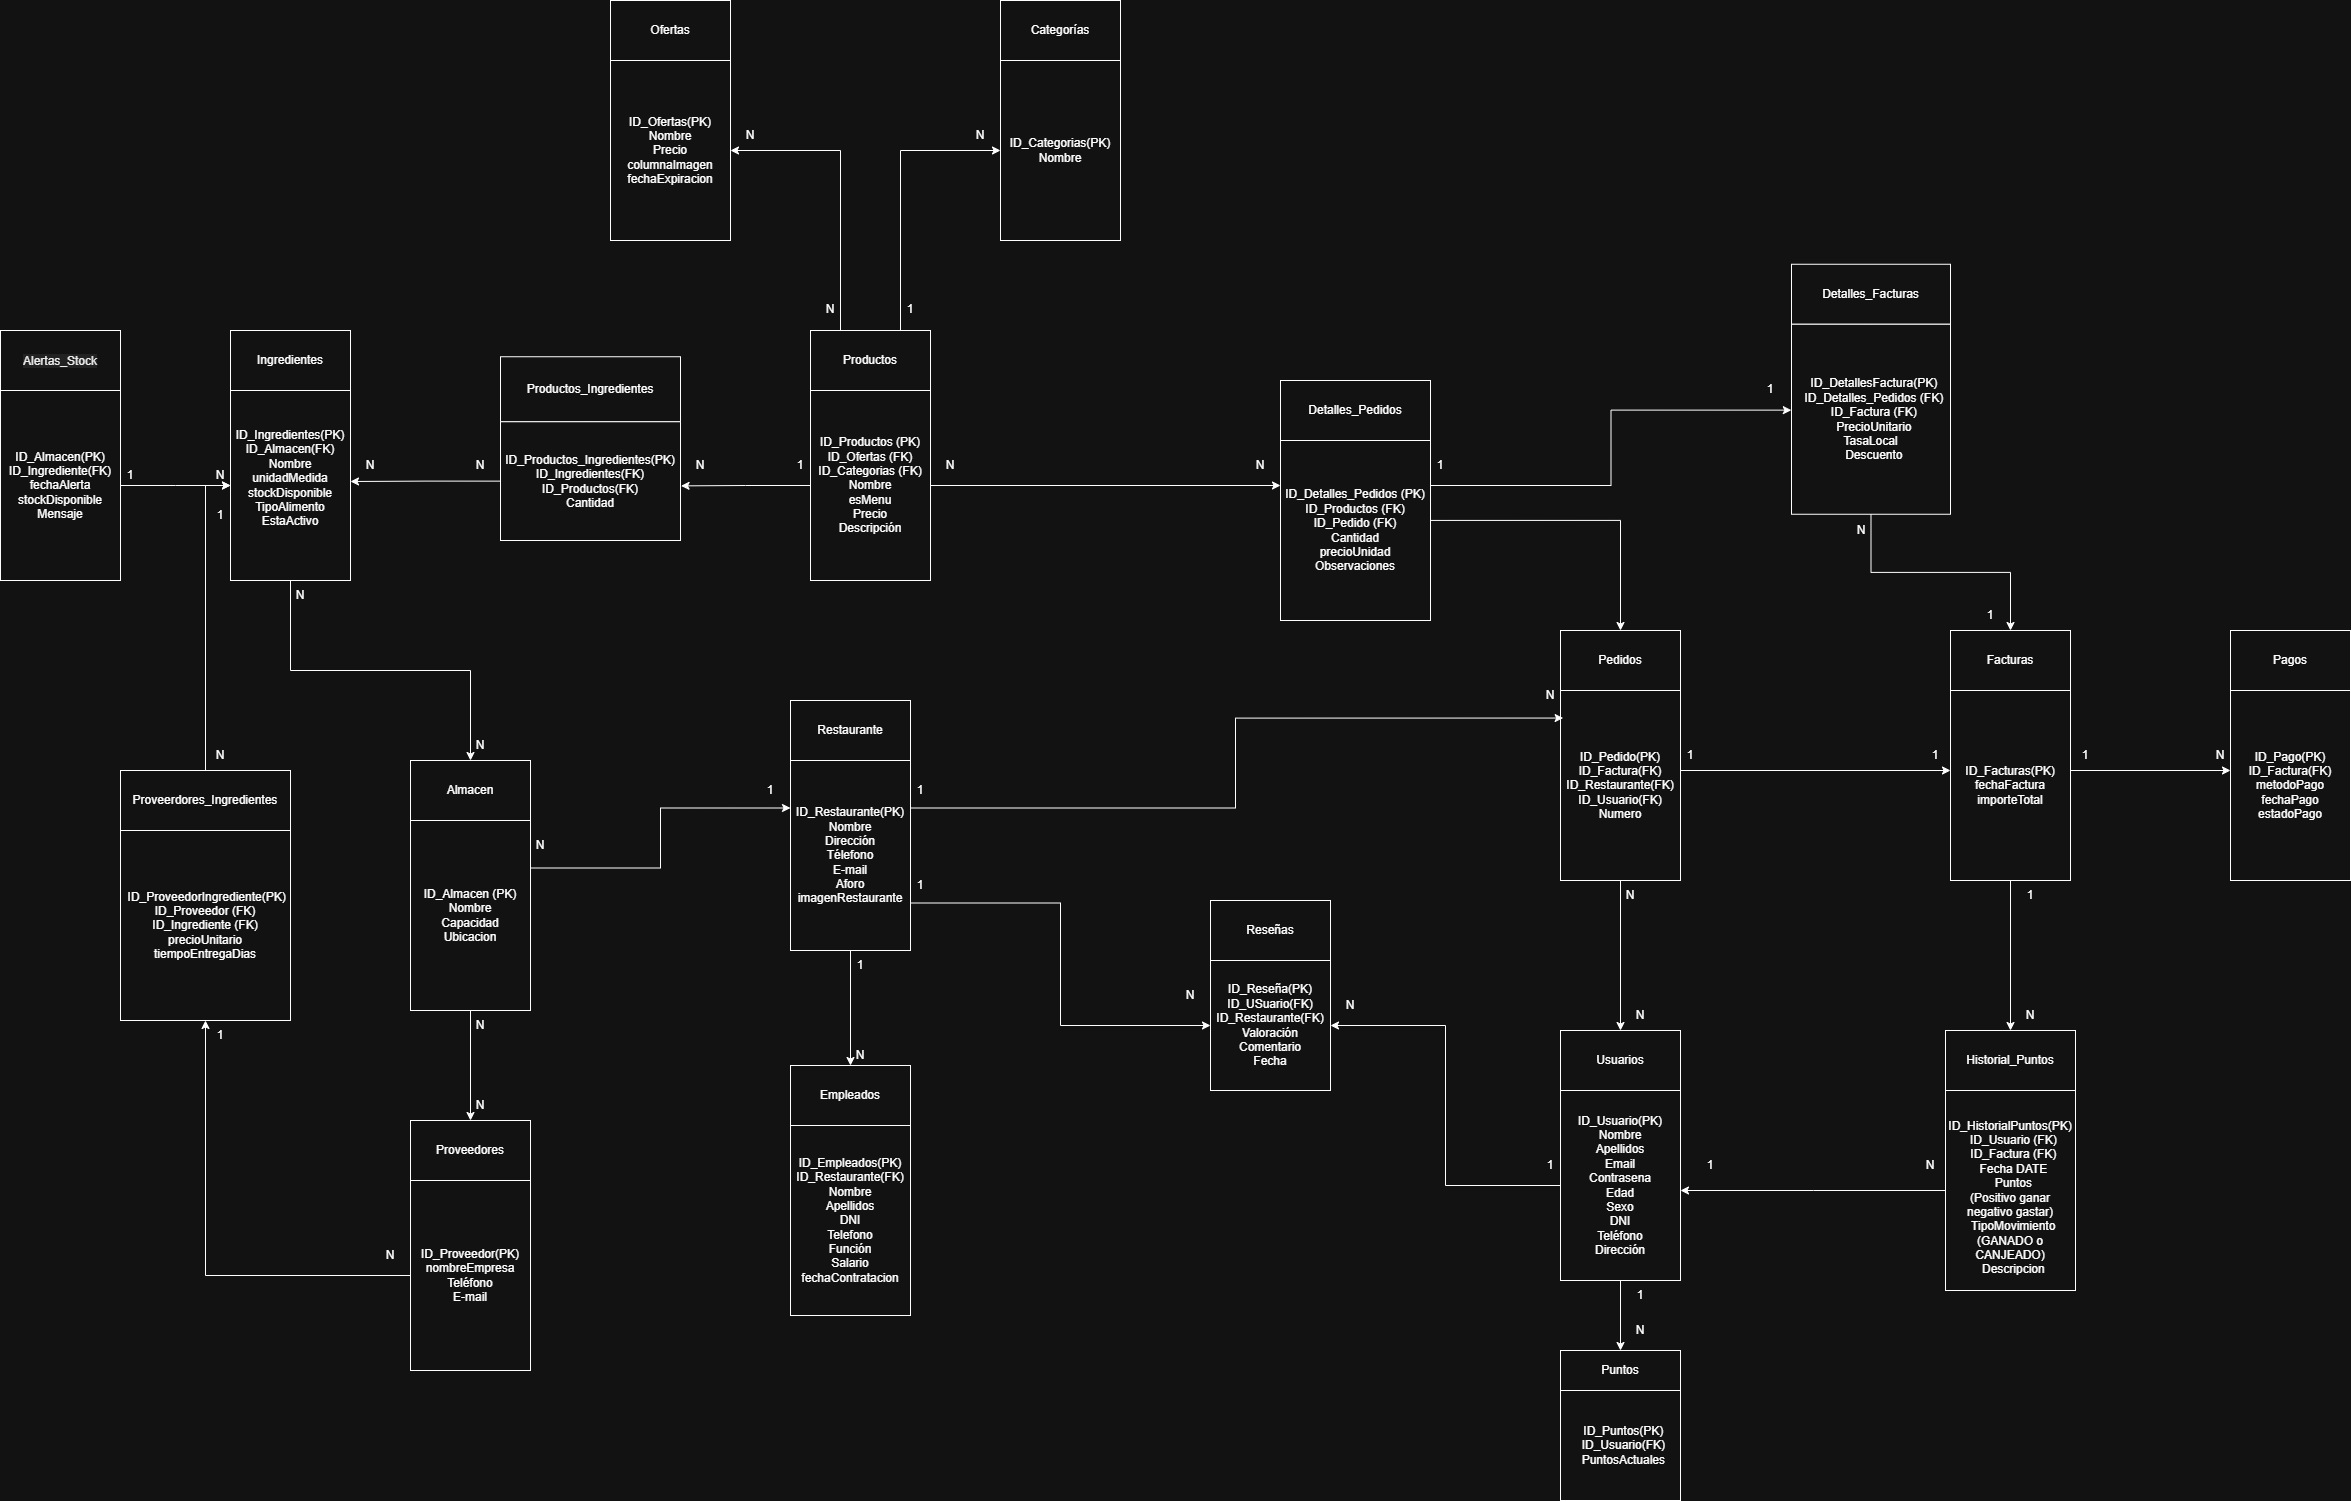 Ofertas
ID_Ofertas(PK)
Nombre
Precio
columnaImagen
fechaExpiracion
N
N
Categorías
ID_Categorias(PK)
Nombre
N
1
Alertas_Stock
ID_Almacen(PK)
ID_Ingrediente(FK)
fechaAlerta
stockDisponible
Mensaje
1
N
1
Ingredientes
ID_Ingredientes(PK)
ID_Almacen(FK)
Nombre
unidadMedida
stockDisponible
TipoAlimento
EstaActivo
N
N
N
Productos_Ingredientes
ID_Productos_Ingredientes(PK)
ID_Ingredientes(FK)
ID_Productos(FK)
Cantidad
N
1
Productos
ID_Productos (PK)
ID_Ofertas (FK)
ID_Categorias (FK)
Nombre
esMenu
Precio
Descripción
N
N
Detalles_Pedidos
ID_Detalles_Pedidos (PK)
ID_Productos (FK)
ID_Pedido (FK)
Cantidad
precioUnidad
Observaciones
1
1
Detalles_Facturas
ID_DetallesFactura(PK)
ID_Detalles_Pedidos (FK)
ID_Factura (FK)
PrecioUnitario
TasaLocal
Descuento
N
1
Pedidos
ID_Pedido(PK)
ID_Factura(FK)
ID_Restaurante(FK)
ID_Usuario(FK)
Numero
N
1
1
N
Facturas
ID_Facturas(PK)
fechaFactura
importeTotal
1
N
1
Pagos
ID_Pago(PK)
ID_Factura(FK)
metodoPago
fechaPago
estadoPago
N
Proveerdores_Ingredientes
ID_ProveedorIngrediente(PK)
ID_Proveedor (FK)
ID_Ingrediente (FK)
precioUnitario
tiempoEntregaDias
1
N
Almacen
ID_Almacen (PK)
Nombre
Capacidad
Ubicacion
N
1
N
N
Restaurante
ID_Restaurante(PK)
Nombre
Dirección
Télefono
E-mail
Aforo
imagenRestaurante
1
1
1
N
N
Reseñas
ID_Reseña(PK)
ID_USuario(FK)
ID_Restaurante(FK)
Valoración
Comentario
Fecha
N
1
Proveedores
ID_Proveedor(PK)
nombreEmpresa
Teléfono
E-mail
N
Empleados
ID_Empleados(PK)
ID_Restaurante(FK)
Nombre
Apellidos
DNI
Telefono
Función
Salario
fechaContratacion
N
Usuarios
ID_Usuario(PK)
Nombre
Apellidos
Email
Contrasena
Edad
Sexo
DNI
Teléfono
Dirección
1
N
N
Historial_Puntos
ID_HistorialPuntos(PK)
ID_Usuario (FK)
ID_Factura (FK)
Fecha DATE
Puntos
(Positivo ganar
negativo gastar)
TipoMovimiento
(GANADO o
CANJEADO)
Descripcion
1
N
Puntos
ID_Puntos(PK)
ID_Usuario(FK)
PuntosActuales